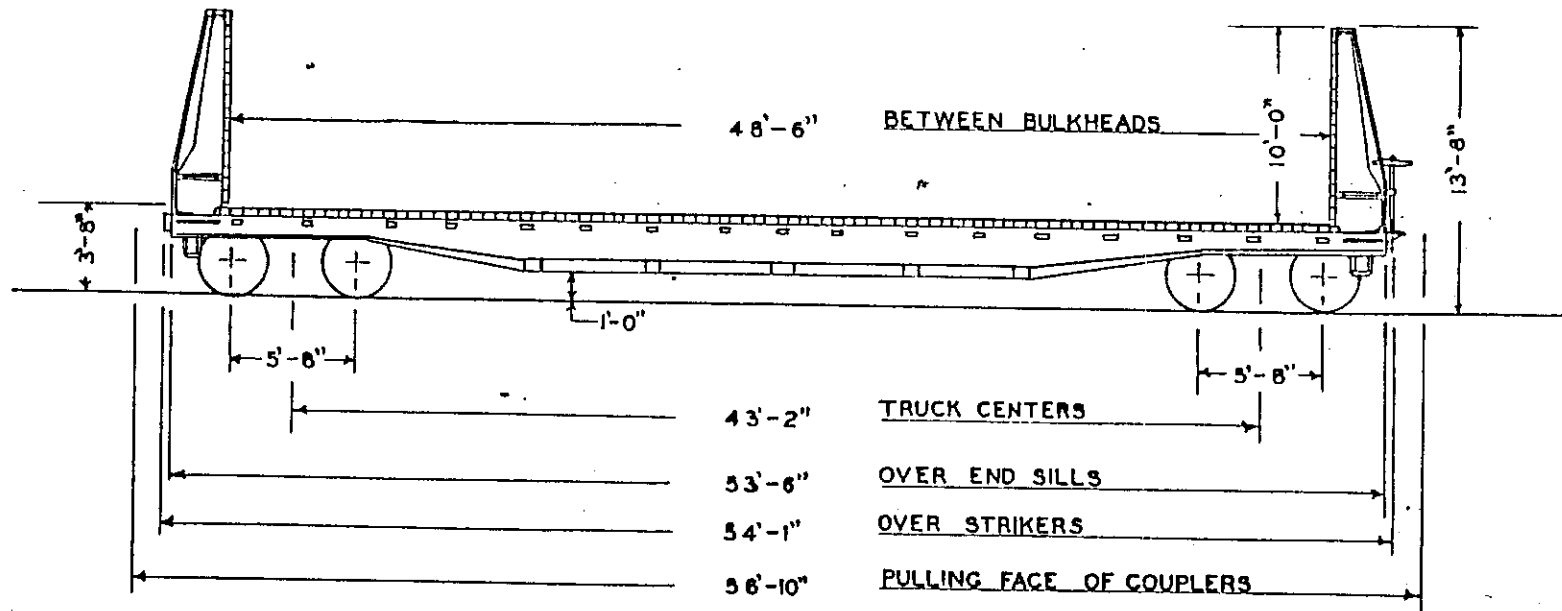 48'-6" BETWEEN BULKHEADS
10'-0"
13'-8"
3'-8"
1'-0"
5'-8"
5'-8"
43'-2" TRUCK CENTERS
53'-6" OVER END SILLS
54'-1" OVER STRIKERS
56'-10" PULLING FACE OF COUPLERS